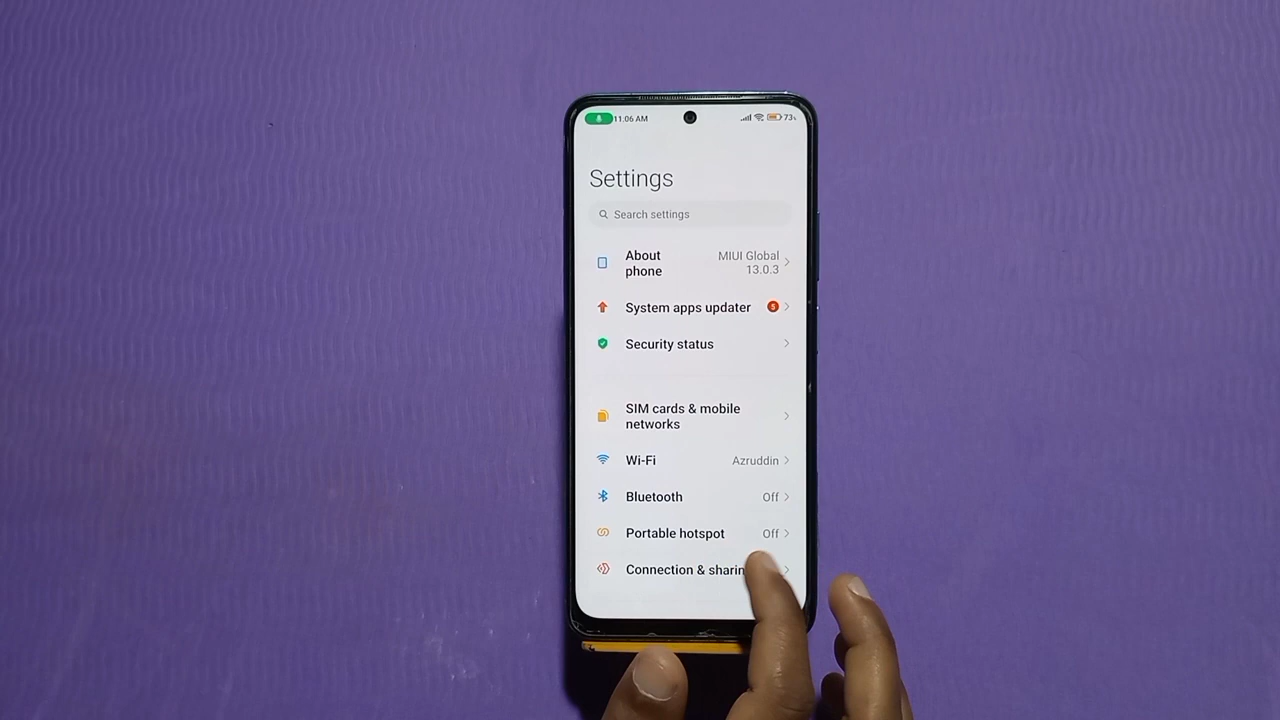 11:06 AM 73%
Settings
Search settings
About phone
MIUI Global 13.0.3
System apps updater 5
Security status
SIM cards & mobile networks
Wi-Fi Azruddin
Bluetooth Off
Portable hotspot Off
Connection &